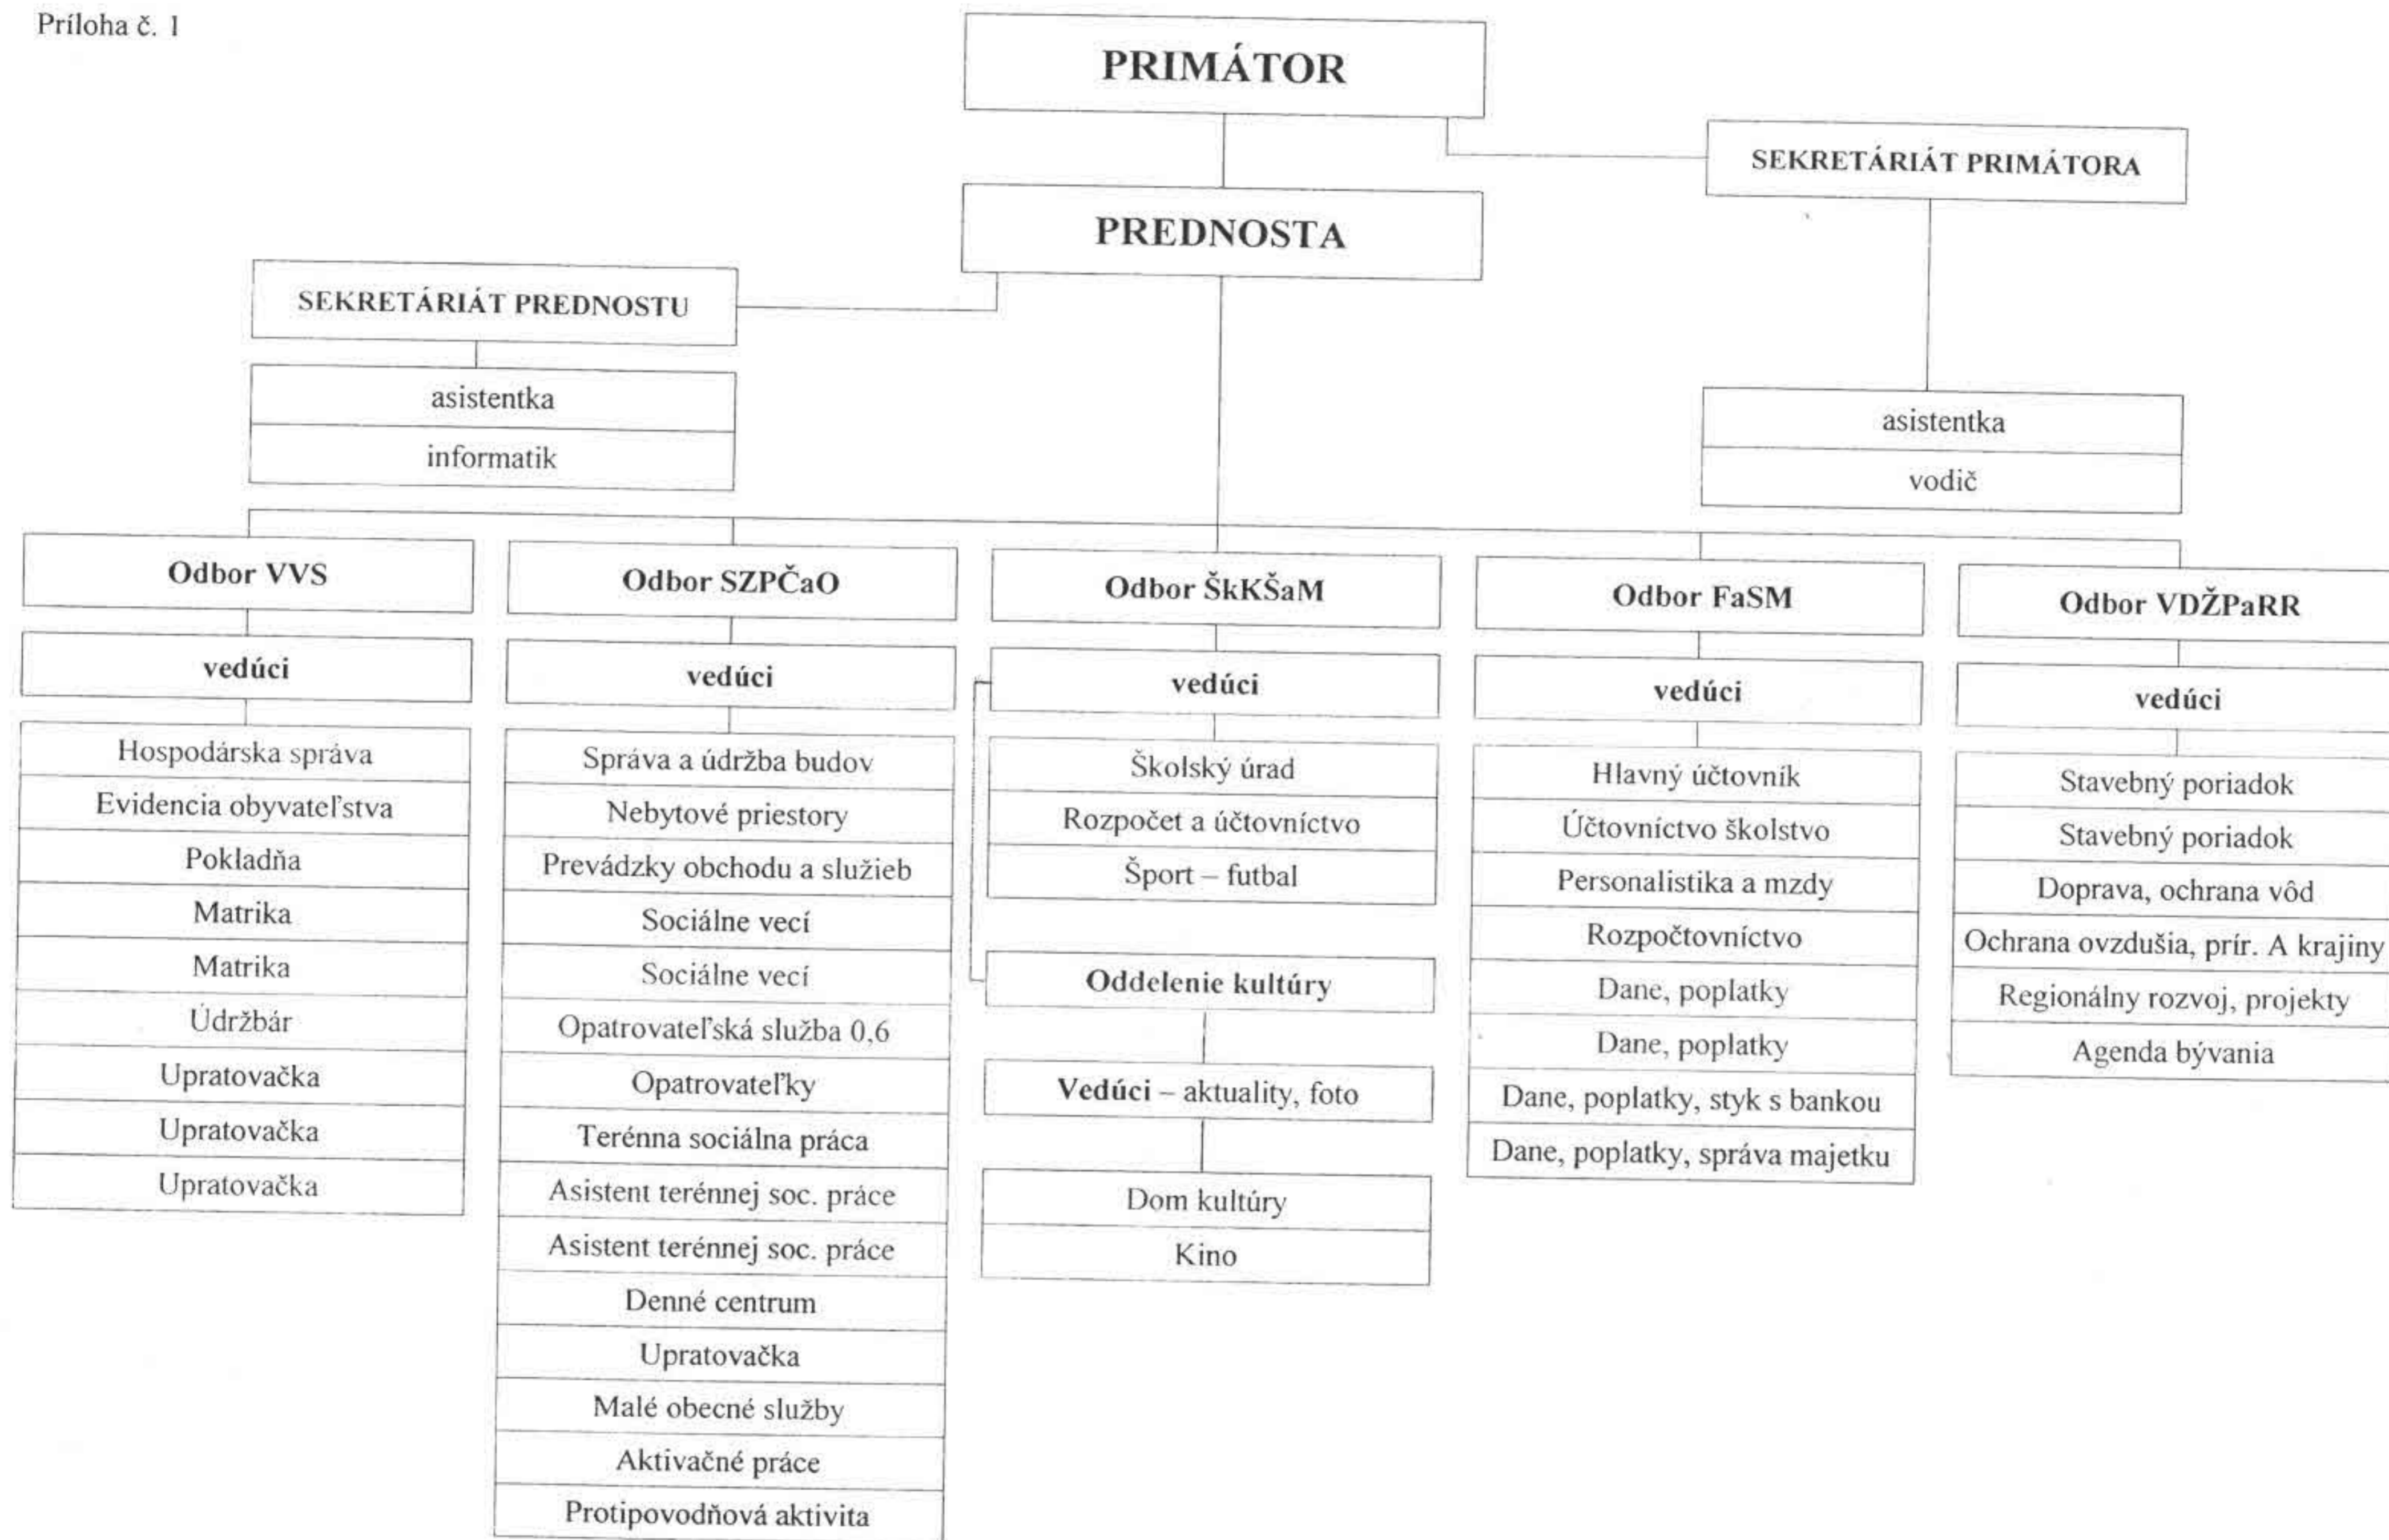 Príloha č. 1
PRIMÁTOR
SEKRETÁRIÁT PRIMÁTORA
PREDNOSTA
SEKRETÁRIÁT PREDNOSTU
asistentka
informatik
asistentka
vodič
Odbor VVS
vedúci
Hospodárska správa
Evidencia obyvateľstva
Pokladňa
Matrika
Matrika
Údržbár
Upratovačka
Upratovačka
Upratovačka
Odbor SZPČaO
vedúci
Správa a údržba budov
Nebytové priestory
Prevádzky obchodu a služieb
Sociálne vecí
Sociálne vecí
Opatrovateľská služba 0,6
Opatrovateľky
Terénna sociálna práca
Asistent terénnej soc. práce
Asistent terénnej soc. práce
Denné centrum
Upratovačka
Malé obecné služby
Aktivačné práce
Protipovodňová aktivita
Odbor ŠkKŠaM
vedúci
Školský úrad
Rozpočet a účtovníctvo
Šport – futbal
Oddelenie kultúry
Vedúci – aktuality, foto
Dom kultúry
Kino
Odbor FaSM
vedúci
Hlavný účtovník
Účtovníctvo školstvo
Personalistika a mzdy
Rozpočtovníctvo
Dane, poplatky
Dane, poplatky
Dane, poplatky, styk s bankou
Dane, poplatky, správa majetku
Odbor VDŽPaRR
vedúci
Stavebný poriadok
Stavebný poriadok
Doprava, ochrana vôd
Ochrana ovzdušia, prír. A krajiny
Regionálny rozvoj, projekty
Agenda bývania